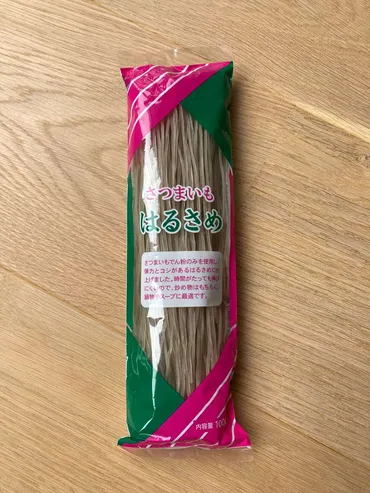 さつまいも
はるさめ
さつまいもでん粉のみを使用し
弾力とコシがあるはるさめに仕
上げました。時間がたっても伸び
にくいので、炒め物はもちろん、
鍋物やスープに最適です。
内容量 100